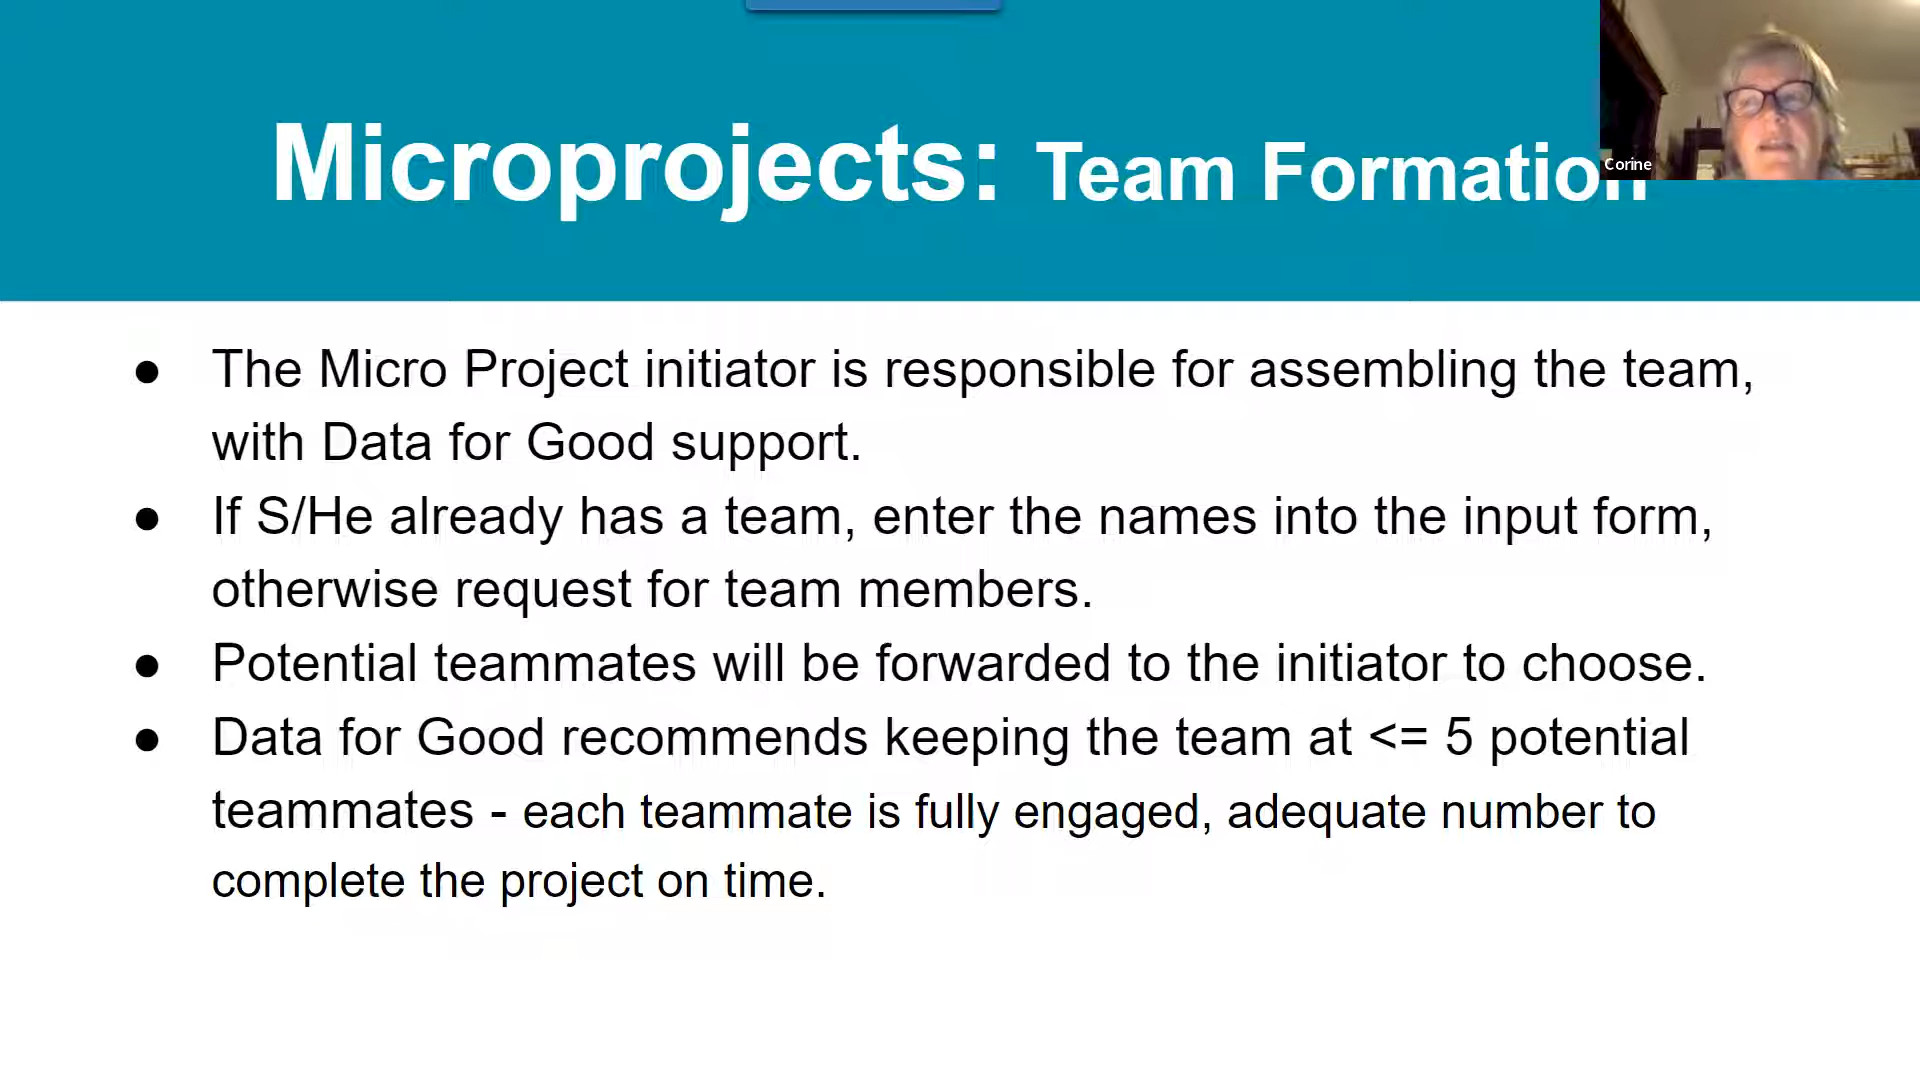 Microprojects: Team Formation
Corine
● The Micro Project initiator is responsible for assembling the team,
with Data for Good support.
● If S/He already has a team, enter the names into the input form,
otherwise request for team members.
● Potential teammates will be forwarded to the initiator to choose.
● Data for Good recommends keeping the team at <= 5 potential
teammates - each teammate is fully engaged, adequate number to
complete the project on time.